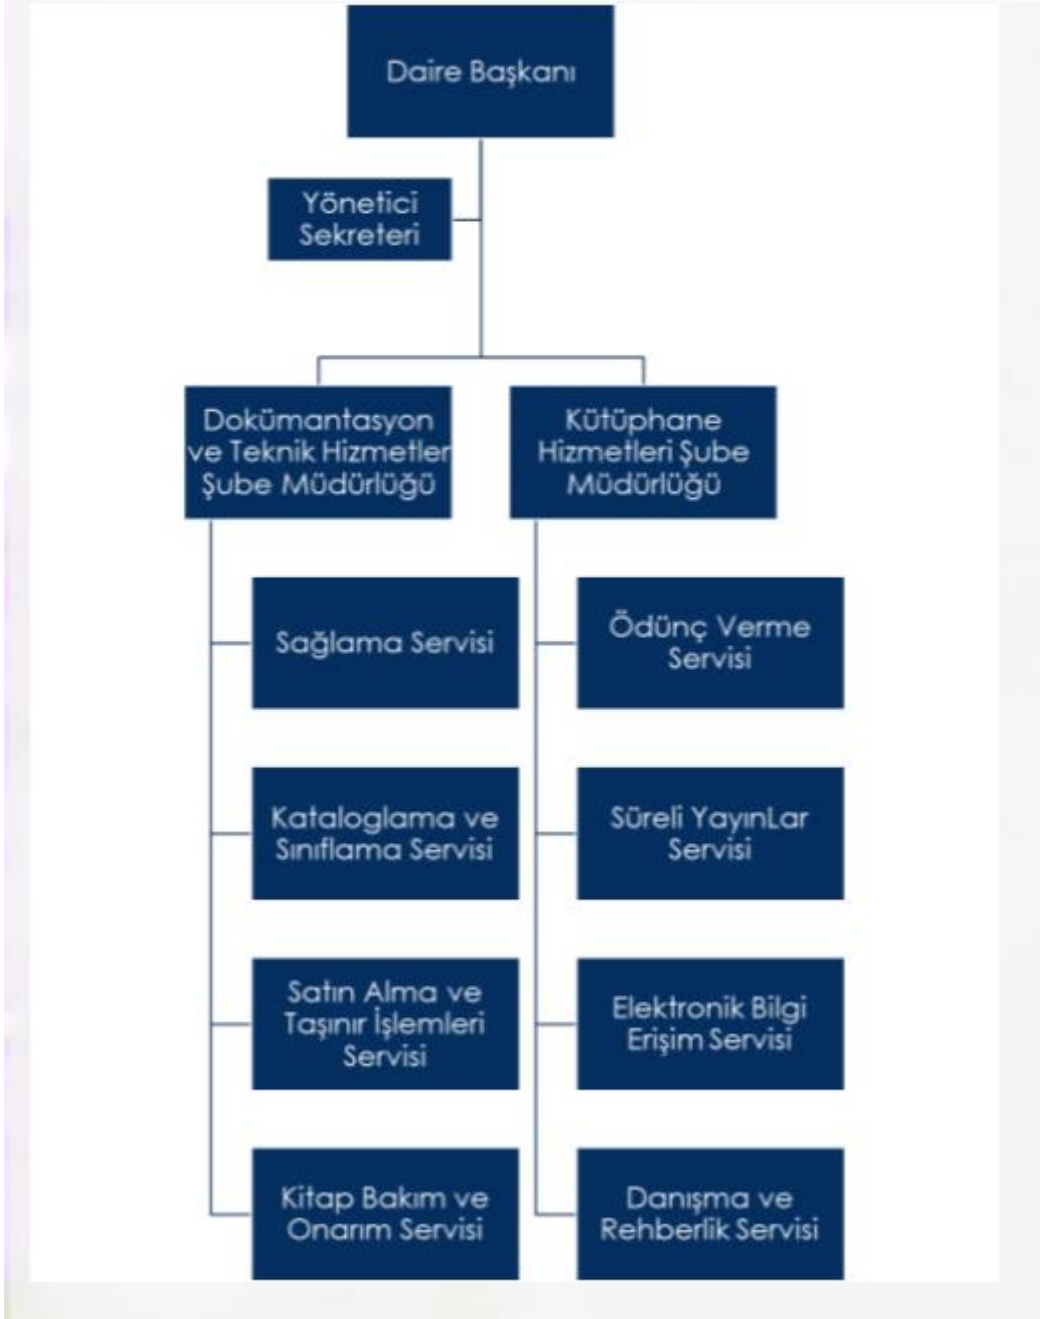 Daire Başkanı
Yönetici
Sekreteri
Dokümantasyon
ve Teknik Hizmetler
Şube Müdürlüğü
Kütüphane
Hizmetleri Şube
Müdürlüğü
Sağlama Servisi
Ödünç Verme
Servisi
Kataloglama ve
Sınıflama Servisi
Süreli YayınLar
Servisi
Satın Alma ve
Taşınır İşlemleri
Servisi
Elektronik Bilgi
Erişim Servisi
Kitap Bakım ve
Onarım Servisi
Danışma ve
Rehberlik Servisi